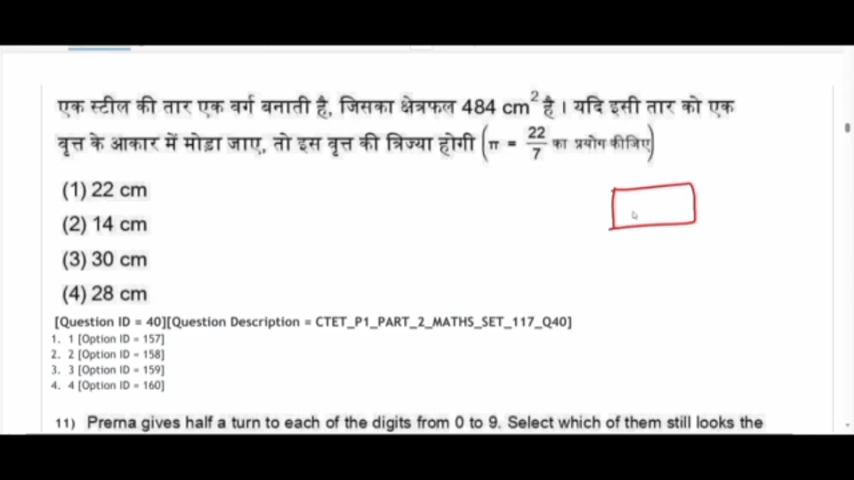 एक स्टील की तार एक वर्ग बनाती है, जिसका क्षेत्रफल 484 cm² है। यदि इसी तार को एक
वृत्त के आकार में मोड़ा जाए, तो इस वृत्त की त्रिज्या होगी (π = 22/7 का प्रयोग कीजिए)
(1) 22 cm
(2) 14 cm
(3) 30 cm
(4) 28 cm
[Question ID = 40][Question Description = CTET_P1_PART_2_MATHS_SET_117_Q40]
1. 1 [Option ID = 157]
2. 2 [Option ID = 158]
3. 3 [Option ID = 159]
4. 4 [Option ID = 160]
11) Prerna gives half a turn to each of the digits from 0 to 9. Select which of them still looks the